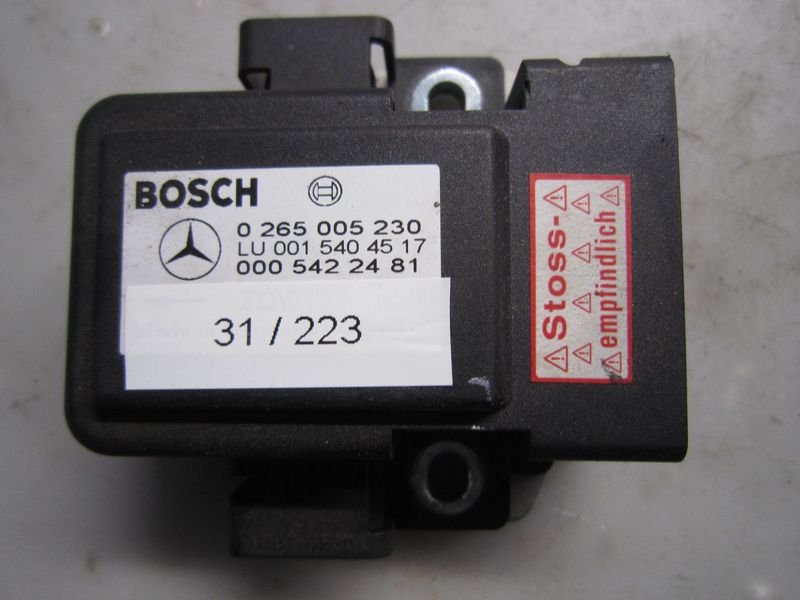 BOSCH
0 265 005 230
LU 001 540 45 17
000 542 24 81
31 / 223
Stoss-
empfindlich